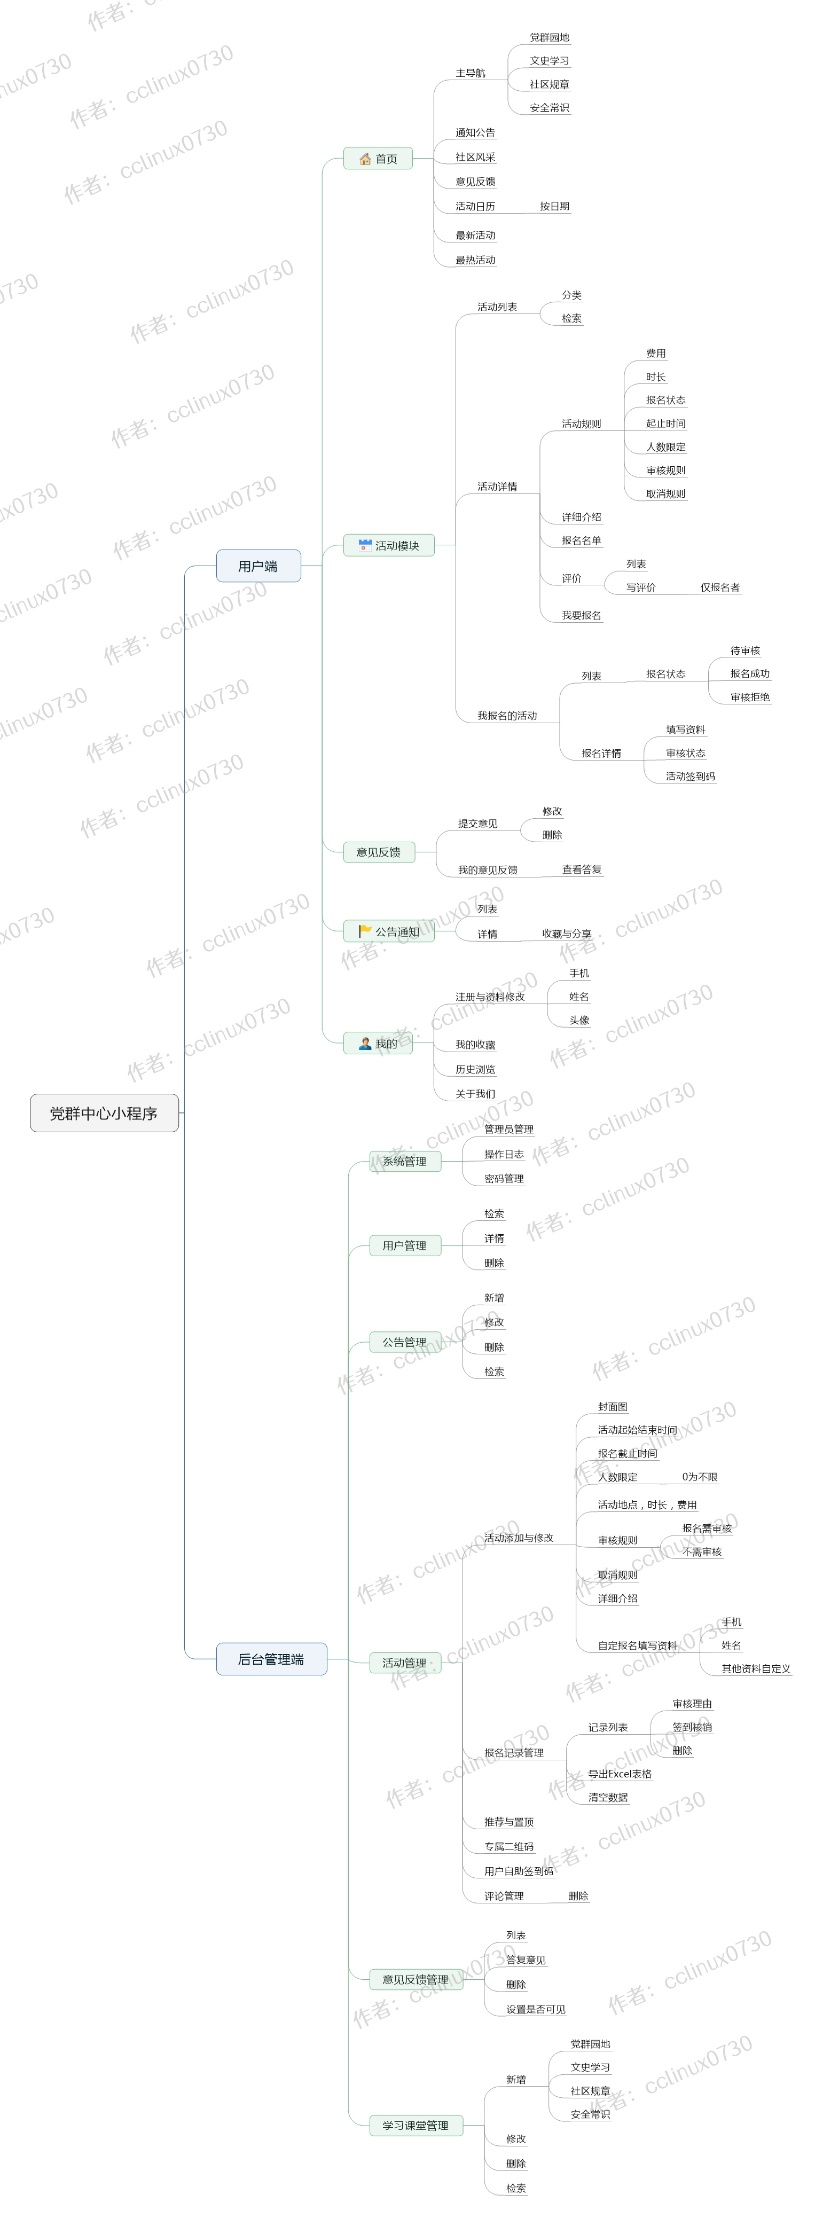 党群中心小程序
用户端
首页
主导航
党群园地
文史学习
社区规章
安全常识
通知公告
社区风采
意见反馈
活动日历
按日期
最新活动
最热活动
活动模块
活动列表
分类
检索
活动详情
活动规则
费用
时长
报名状态
起止时间
人数限定
审核规则
取消规则
详细介绍
报名名单
评价
列表
写评价
仅报名者
我要报名
我报名的活动
列表
报名状态
待审核
报名成功
审核拒绝
报名详情
填写资料
审核状态
活动签到码
意见反馈
提交意见
修改
删除
我的意见反馈
查看答复
公告通知
列表
详情
收藏与分享
我的
注册与资料修改
手机
姓名
头像
我的收藏
历史浏览
关于我们
后台管理端
系统管理
管理员管理
操作日志
密码管理
用户管理
检索
详情
删除
公告管理
新增
修改
删除
检索
活动管理
活动添加与修改
封面图
活动起始结束时间
报名截止时间
人数限定
0为不限
活动地点，时长，费用
审核规则
报名需审核
不需审核
取消规则
详细介绍
自定报名填写资料
手机
姓名
其他资料自定义
报名记录管理
记录列表
审核理由
签到核销
删除
导出Excel表格
清空数据
推荐与置顶
专属二维码
用户自助签到码
评论管理
删除
意见反馈管理
列表
答复意见
删除
设置是否可见
学习课堂管理
新增
党群园地
文史学习
社区规章
安全常识
修改
删除
检索
作者：cclinux0730